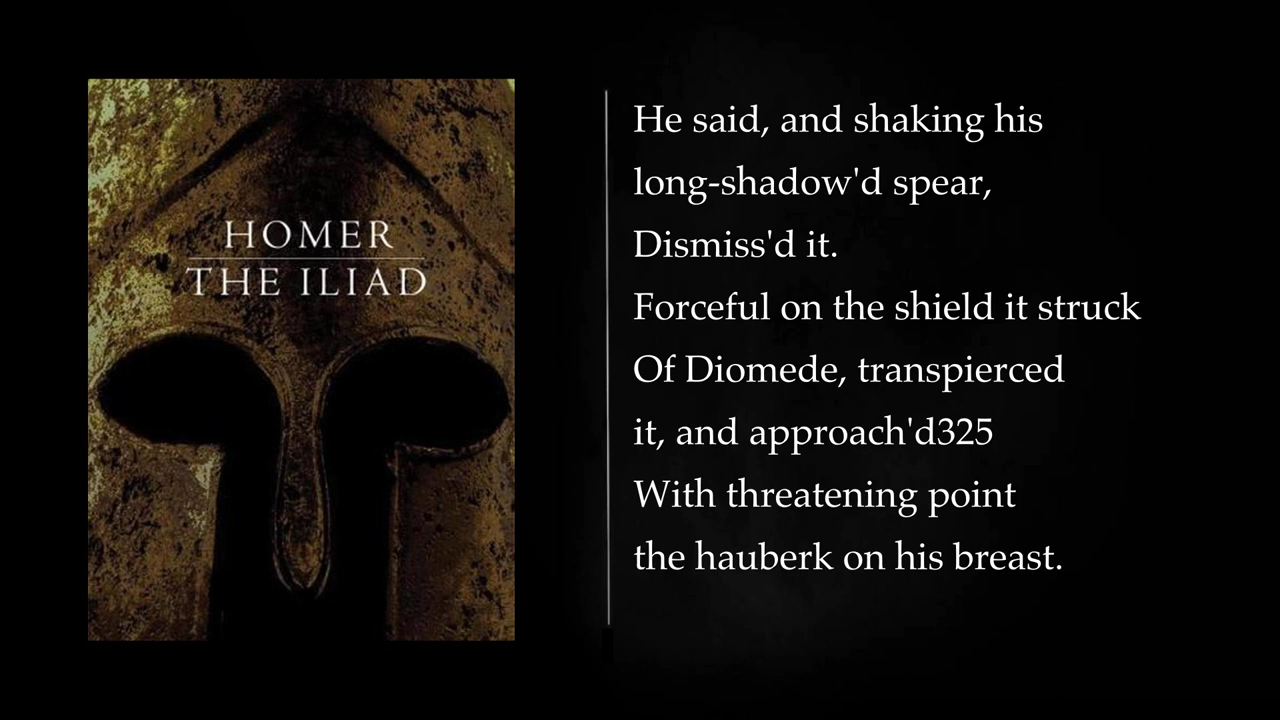 HOMER
THE ILIAD
He said, and shaking his
long-shadow'd spear,
Dismiss'd it.
Forceful on the shield it struck
Of Diomede, transpierced
it, and approach'd325
With threatening point
the hauberk on his breast.